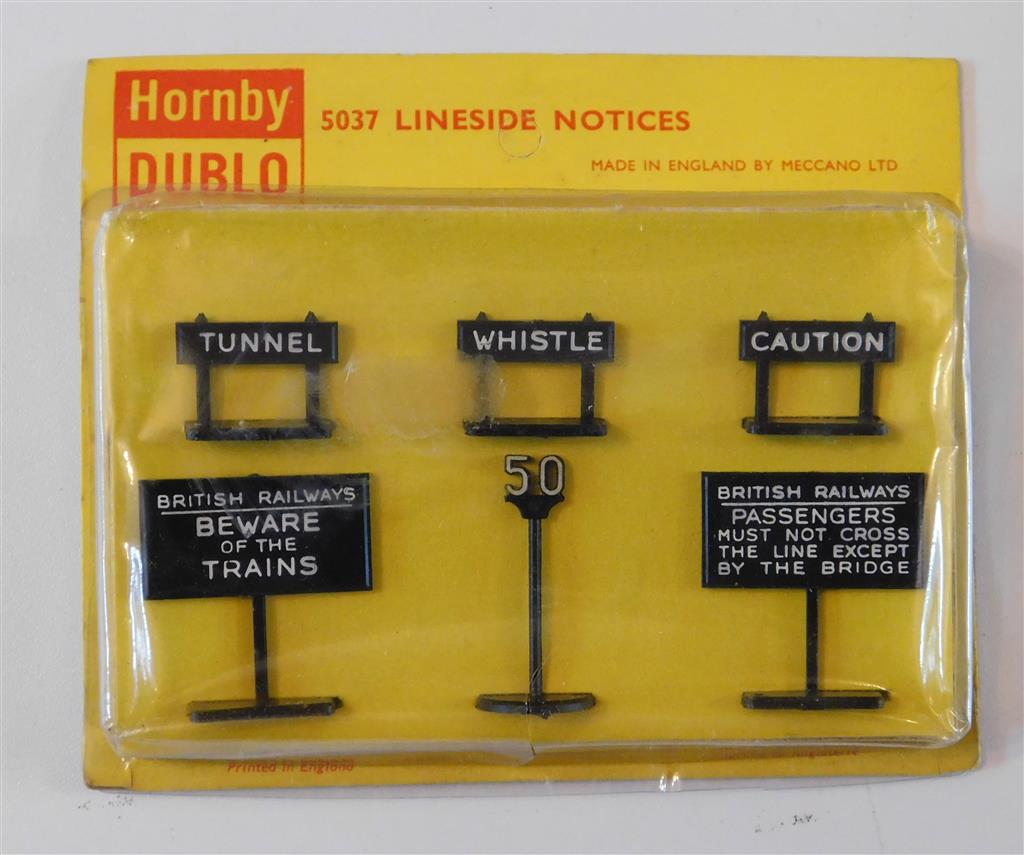 Hornby
DUBLO
5037 LINESIDE NOTICES
MADE IN ENGLAND BY MECCANO LTD
TUNNEL
WHISTLE
CAUTION
BRITISH RAILWAYS
BEWARE
OF THE
TRAINS
50
BRITISH RAILWAYS
PASSENGERS
MUST NOT CROSS
THE LINE EXCEPT
BY THE BRIDGE
Printed in England